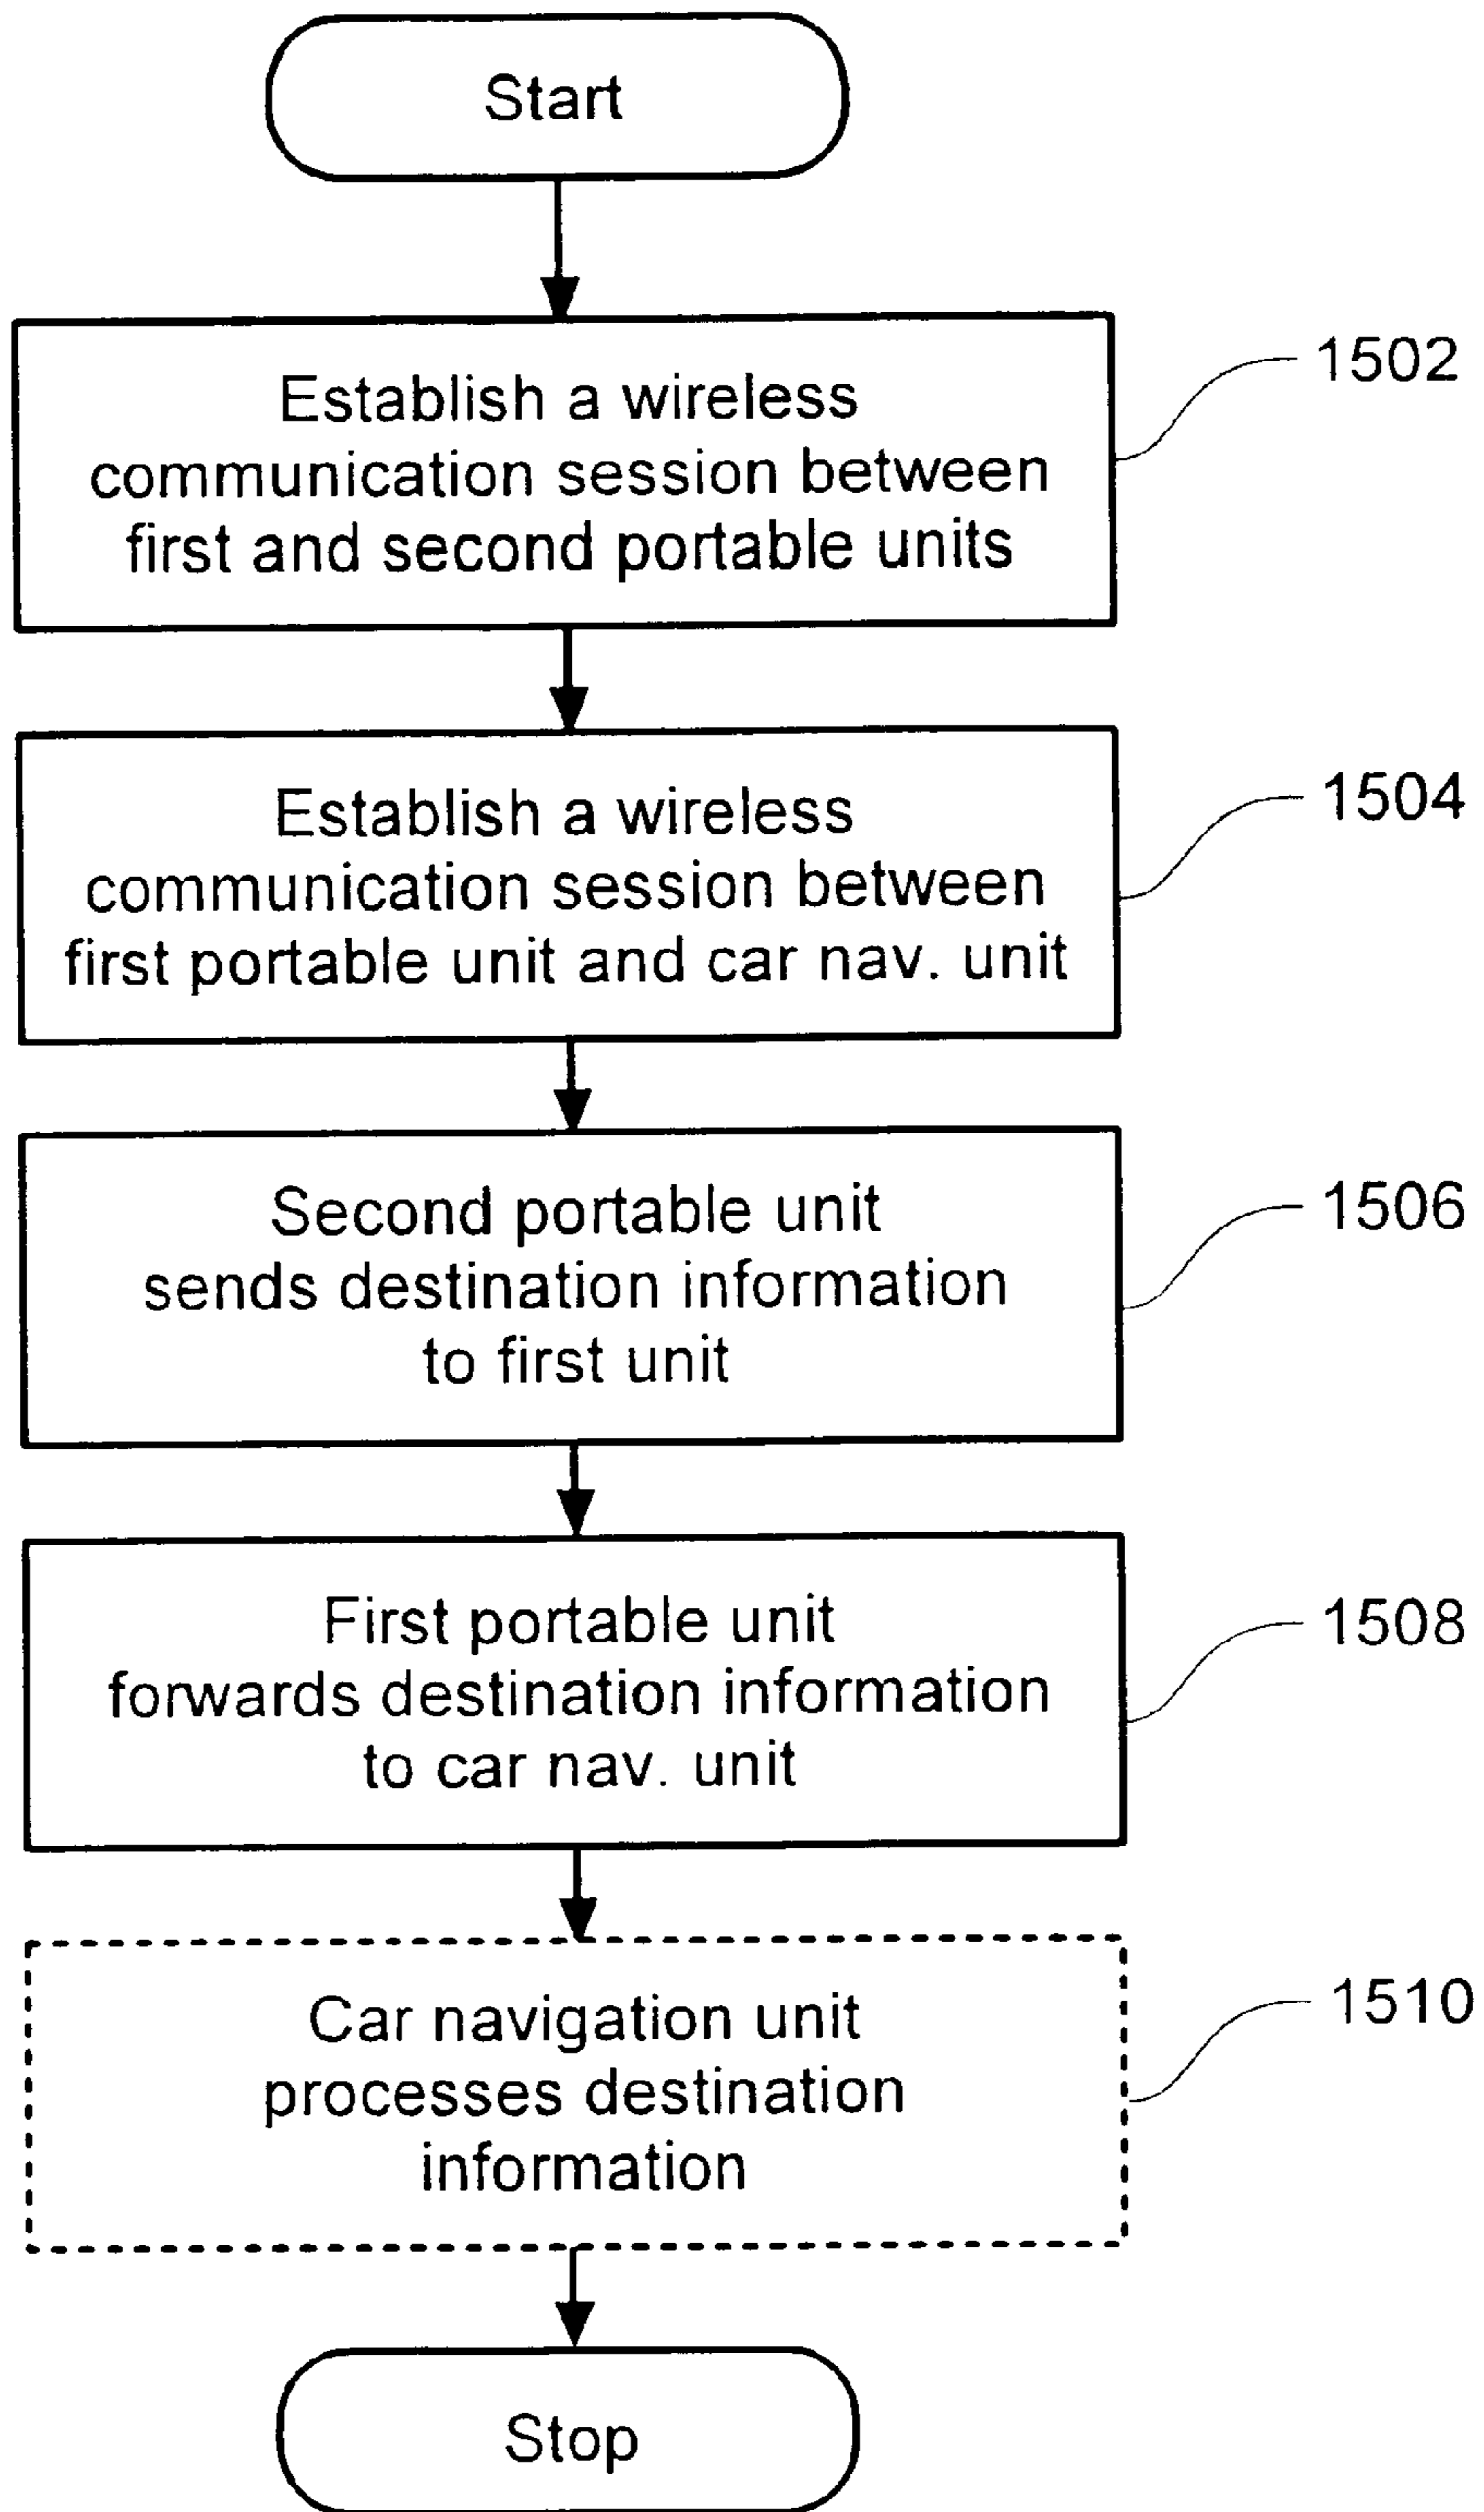 Start
Establish a wireless
communication session between
first and second portable units
1502
Establish a wireless
communication session between
first portable unit and car nav. unit
1504
Second portable unit
sends destination information
to first unit
1506
First portable unit
forwards destination information
to car nav. unit
1508
Car navigation unit
processes destination
information
1510
Stop